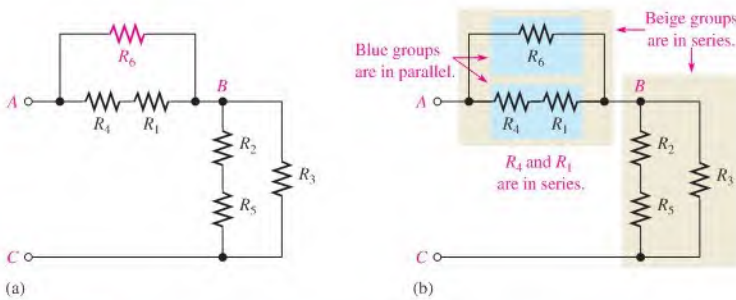 R6
A
B
R4 R1
R2
R3
R5
C
(a)
Blue groups
are in parallel.
Beige groups
are in series.
R6
A
B
R4 R1
R4 and R1
are in series.
R2
R3
R5
C
(b)